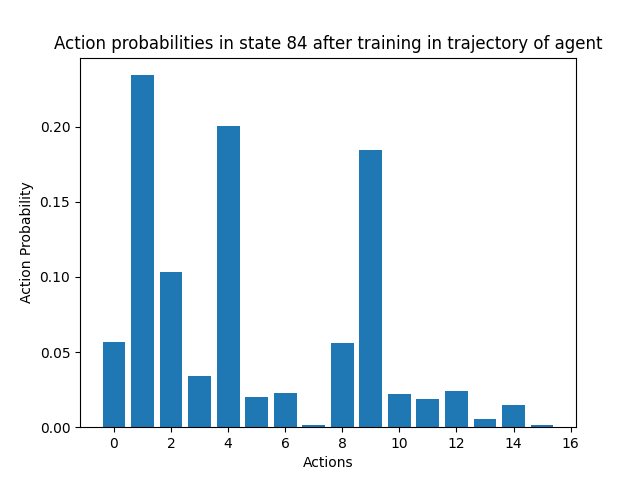 Action probabilities in state 84 after training in trajectory of agent
0.20
0.15
0.10
0.05
0.00
Action Probability
0 2 4 6 8 10 12 14 16
Actions